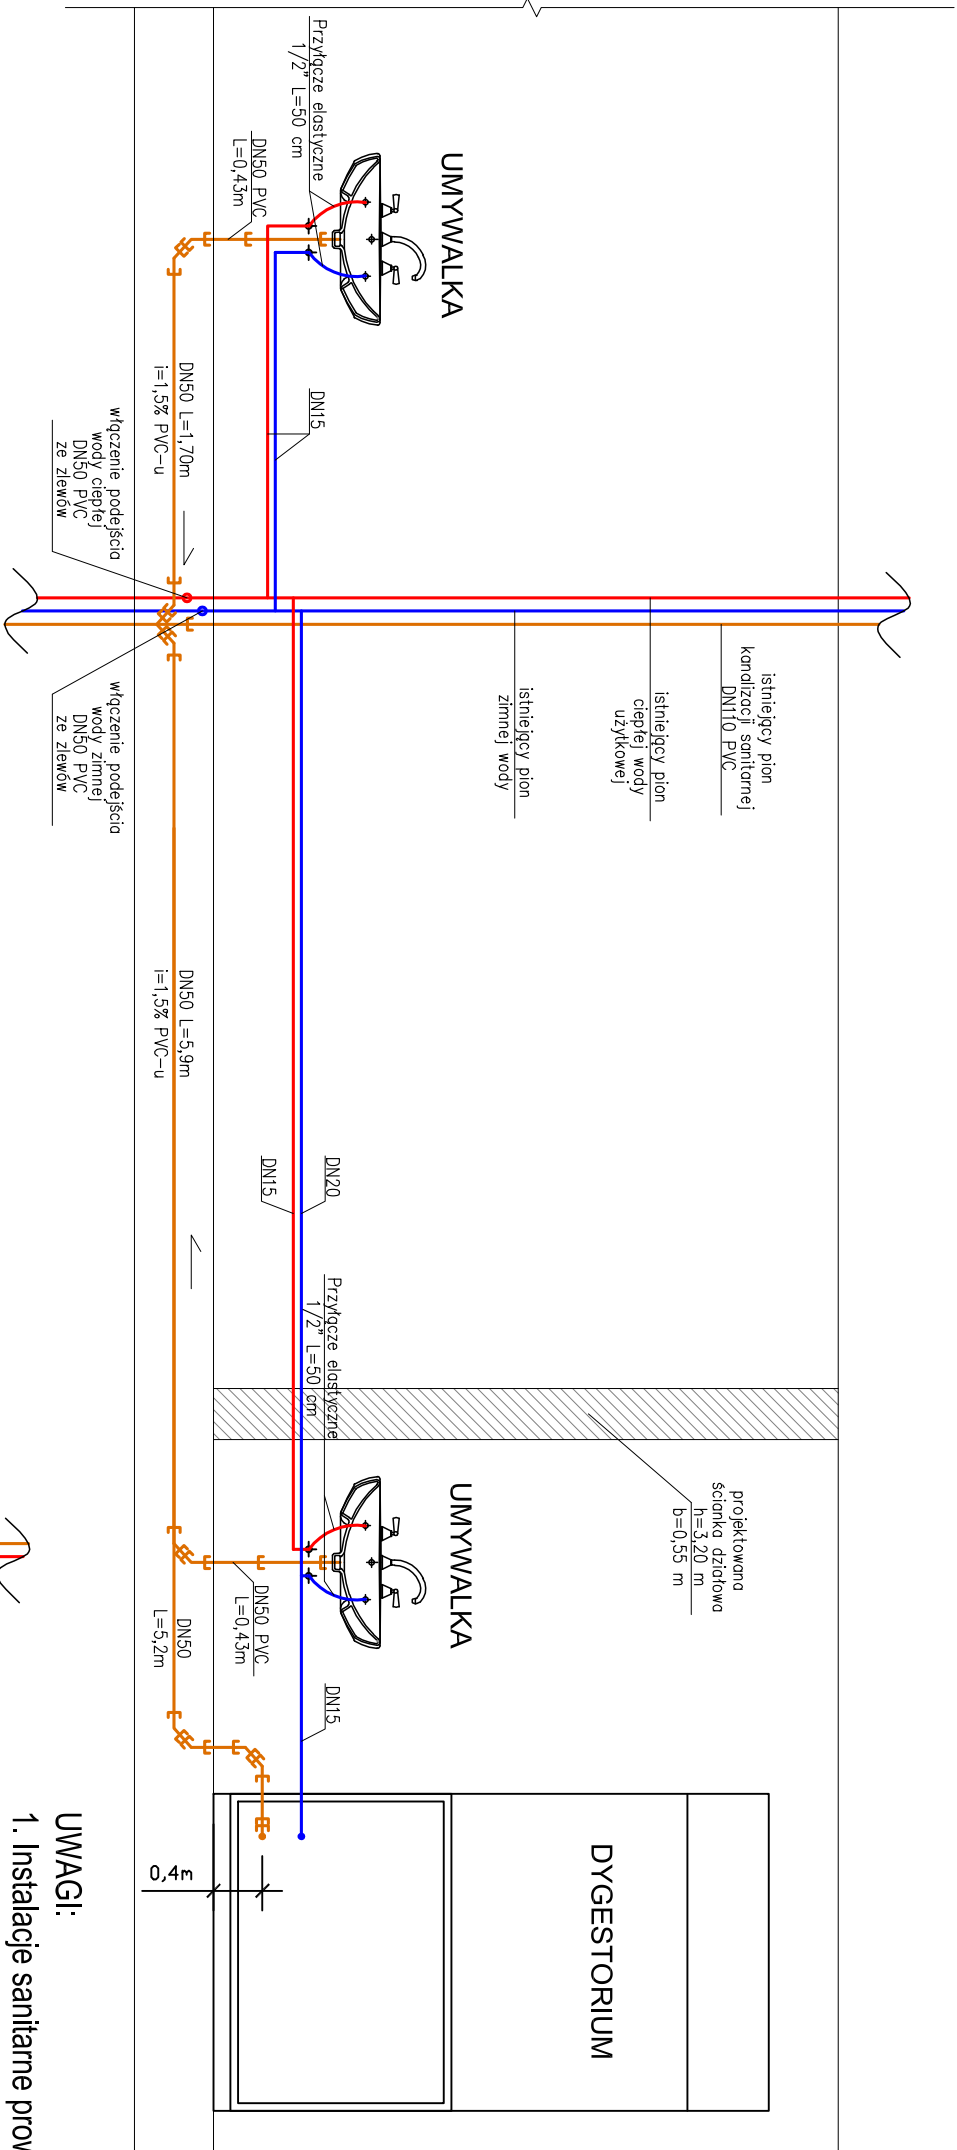 UMYWALKA
Przyłącze elastyczne
1/2" L=50 cm
DN50 PVC
L=0,43m
DN15
DN50 L=1,70m
i=1,5% PVC-u
włączenie podejścia
wody ciepłej
DN50 PVC
ze zlewów
istniejący pion
kanalizacji sanitarnej
DN110 PVC
istniejący pion
ciepłej wody
użytkowej
istniejący pion
zimnej wody
włączenie podejścia
wody zimnej
DN50 PVC
ze zlewów
DN50 L=5,9m
i=1,5% PVC-u
DN20
DN15
Przyłącze elastyczne
1/2" L=50 cm
projektowana
ścianka działowa
h=3,20 m
b=0,55 m
UMYWALKA
DN50 PVC
L=0,43m
DN50
L=5,2m
DN15
DYGESTORIUM
0,4m
UWAGI:
1. Instalacje sanitarne